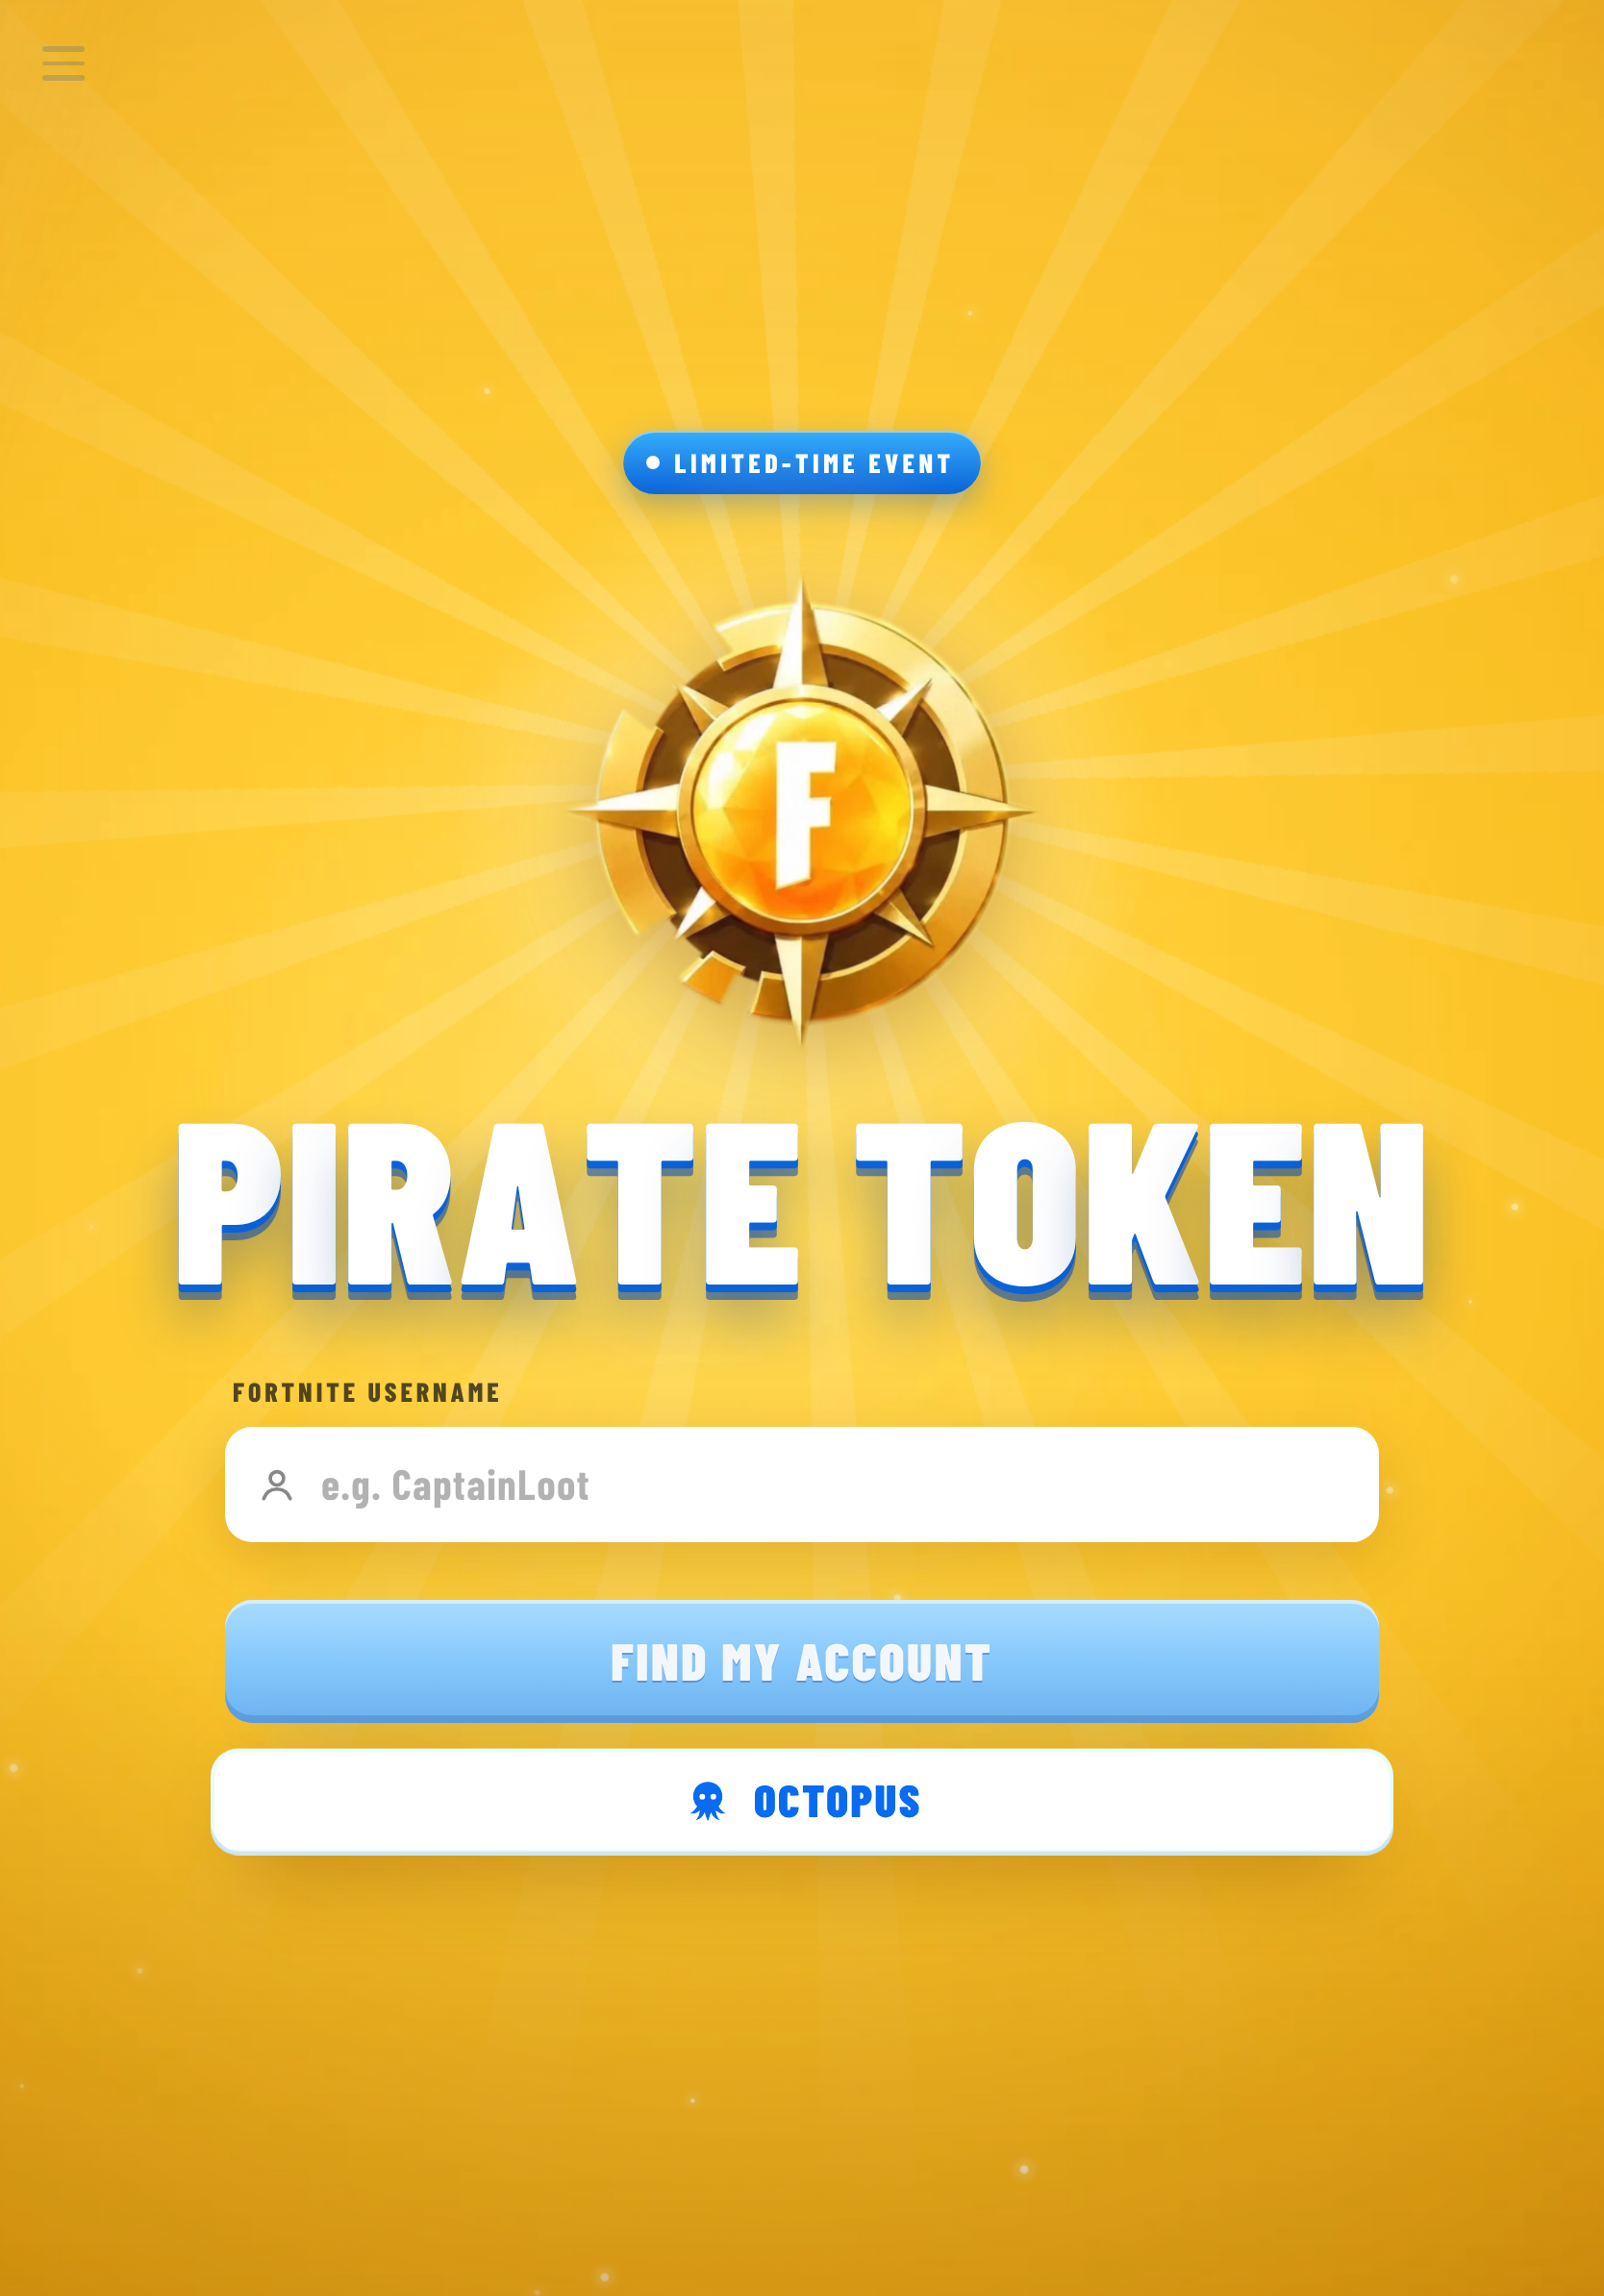 LIMITED-TIME EVENT
F
PIRATE TOKEN
FORTNITE USERNAME
e.g. CaptainLoot
FIND MY ACCOUNT
OCTOPUS